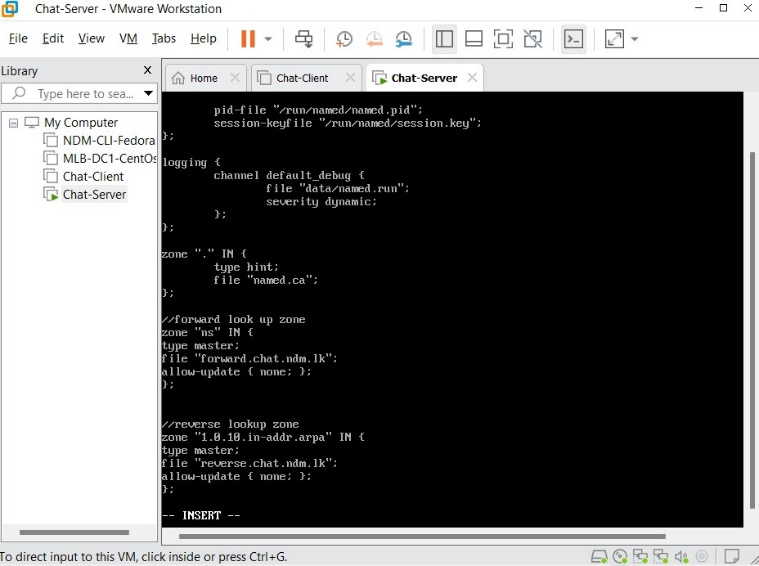 Chat-Server - VMware Workstation
File Edit View VM Tabs Help
Library X
Type here to sea...
Home
Chat-Client
Chat-Server
My Computer
NDM-CLI-Fedora
MLB-DC1-CentOs
Chat-Client
Chat-Server
pid-file "/run/named/named.pid";
session-keyfile "/run/named/session.key";
};
logging {
channel default_debug {
file "data/named.run";
severity dynamic;
};
};
zone "." IN {
type hint;
file "named.ca";
};
//forward look up zone
zone "ns" IN {
type master;
file "forward.chat.ndm.lk";
allow-update { none; };
};
//reverse lookup zone
zone "1.0.10.in-addr.arpa" IN {
type master;
file "reverse.chat.ndm.lk";
allow-update { none; };
};
-- INSERT --
To direct input to this VM, click inside or press Ctrl+G.